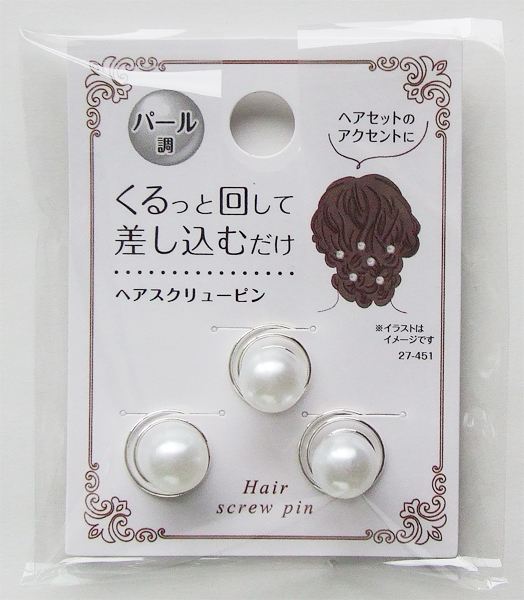 パール
調
ヘアセットの
アクセントに
くるっと回して
差し込むだけ
ヘアスクリューピン
※イラストは
イメージです
27-451
Hair
screw pin